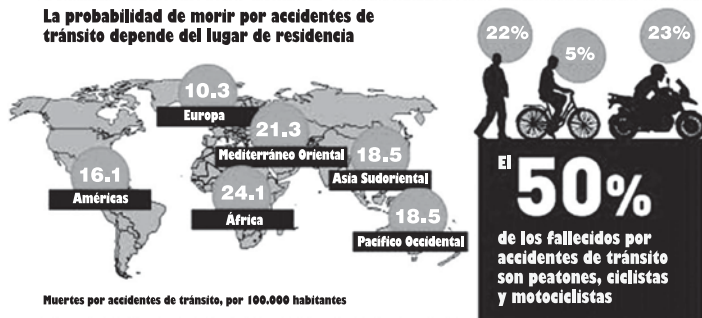 La probabilidad de morir por accidentes de
tránsito depende del lugar de residencia
10.3
Europa
21.3
Mediterráneo Oriental
18.5
Asía Sudoríental
16.1
Américas
24.1
África
18.5
Pacífico Occidental
Muertes por accidentes de tránsito, por 100.000 habitantes
22%
5%
23%
El
50%
de los fallecidos por
accidentes de tránsito
son peatones, ciclistas
y motociclistas